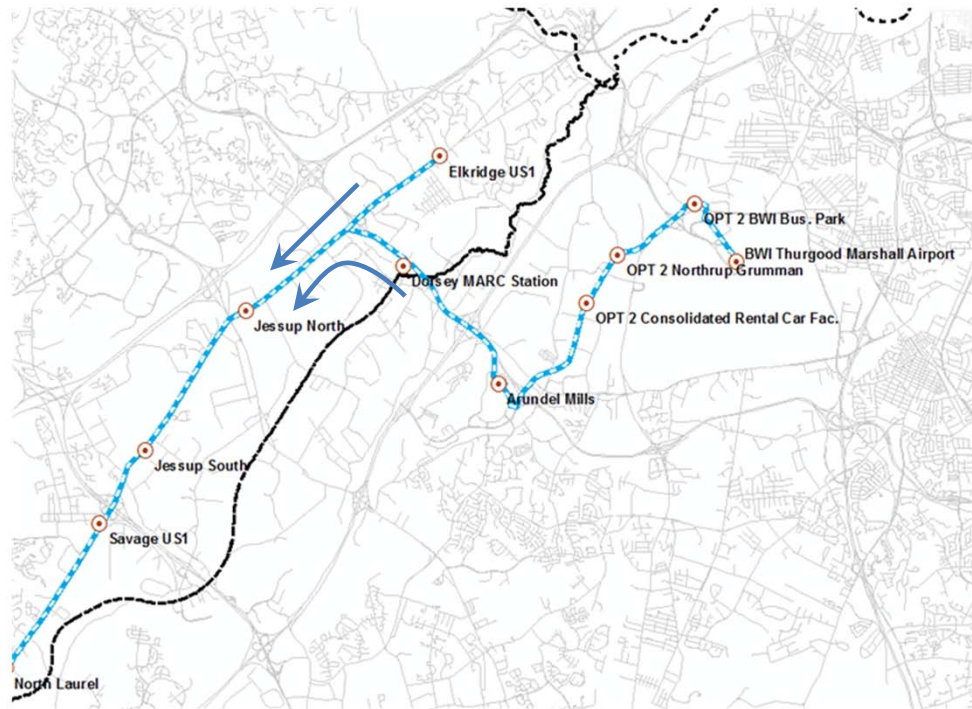 Elkridge US1
OPT 2 BWI Bus. Park
BWI Thurgood Marshall Airport
OPT 2 Northrup Grumman
Dorsey MARC Station
OPT 2 Consolidated Rental Car Fac.
Jessup North
Arundel Mills
Jessup South
Savage US1
North Laurel